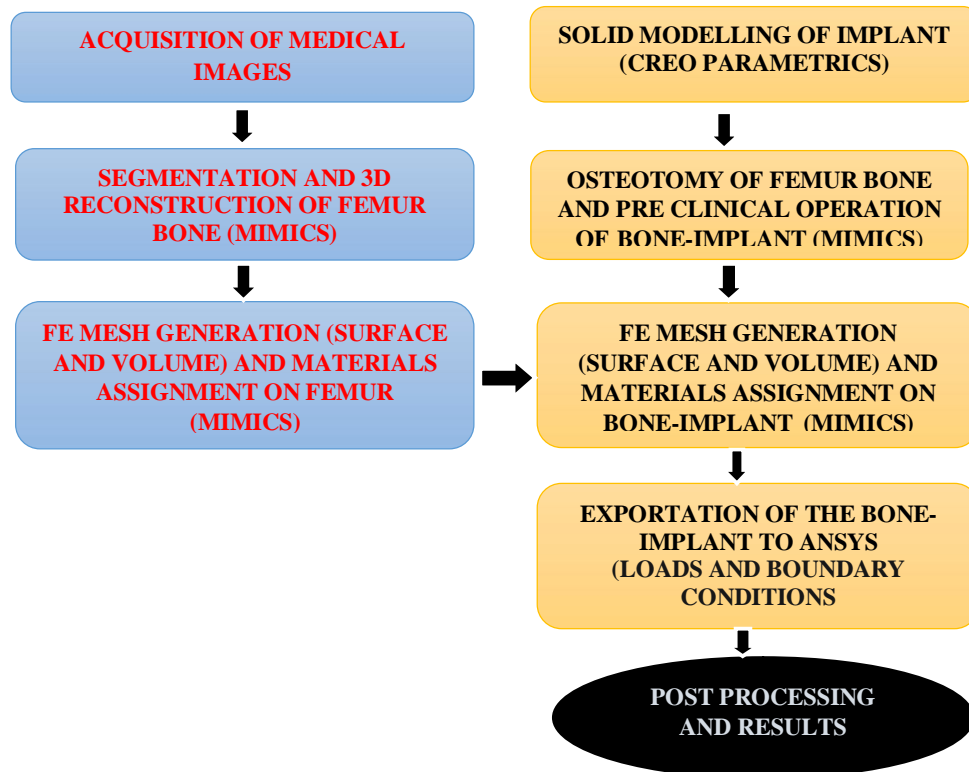 ACQUISITION OF MEDICAL
IMAGES
SEGMENTATION AND 3D
RECONSTRUCTION OF FEMUR
BONE (MIMICS)
FE MESH GENERATION (SURFACE
AND VOLUME) AND MATERIALS
ASSIGNMENT ON FEMUR
(MIMICS)
SOLID MODELLING OF IMPLANT
(CREO PARAMETRICS)
OSTEOTOMY OF FEMUR BONE
AND PRE CLINICAL OPERATION
OF BONE-IMPLANT (MIMICS)
FE MESH GENERATION
(SURFACE AND VOLUME) AND
MATERIALS ASSIGNMENT ON
BONE-IMPLANT (MIMICS)
EXPORTATION OF THE BONE-
IMPLANT TO ANSYS
(LOADS AND BOUNDARY
CONDITIONS
POST PROCESSING
AND RESULTS